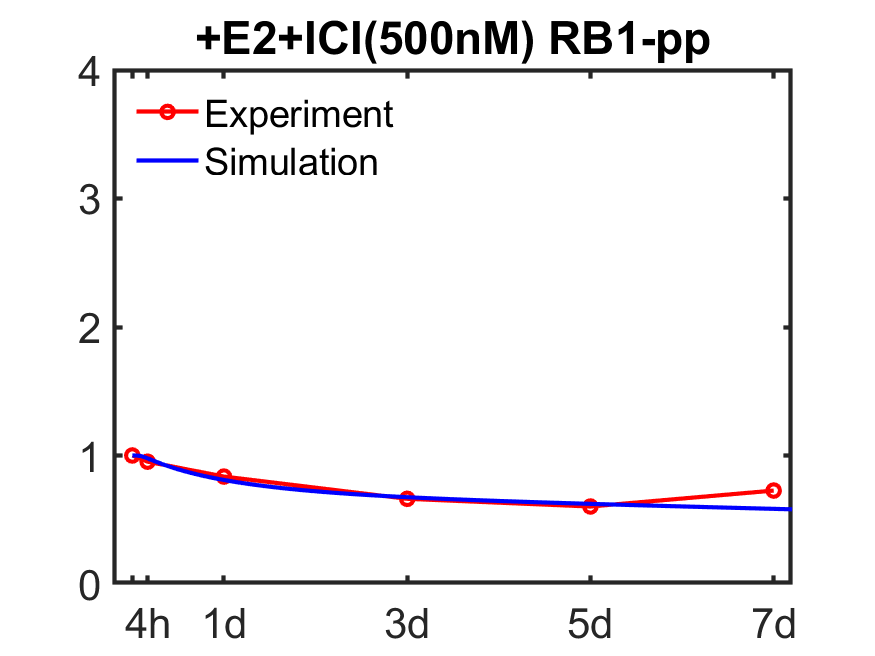 +E2+ICI(500nM) RB1-pp
4
Experiment
Simulation
3
2
1
0
4h 1d 3d 5d 7d